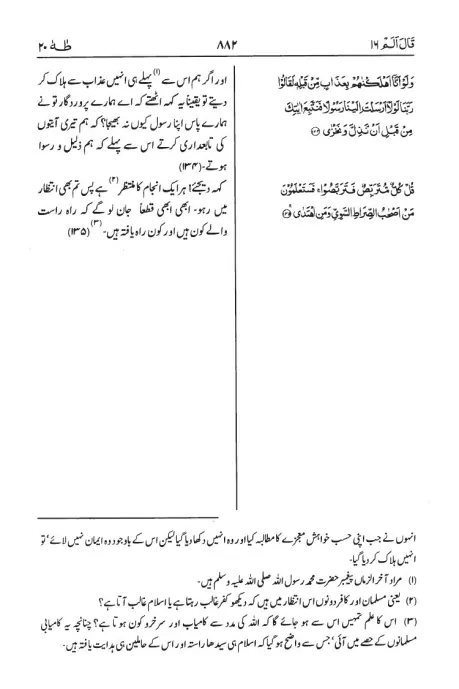 قال الم ۱۶
۸۸۲
طٰهٰ ۲۰
وَلَوْ اَنَّآ اَهْلَكْنٰهُمْ بِعَذَابٍ مِّنْ قَبْلِهٖ لَقَالُوْا
رَبَّنَا لَوْلَآ اَرْسَلْتَ اِلَيْنَا رَسُوْلًا فَنَتَّبِعَ اٰيٰتِكَ
مِنْ قَبْلِ اَنْ نَّذِلَّ وَنَخْزٰى ﴿۱۳۴﴾
قُلْ كُلٌّ مُّتَرَبِّصٌ فَتَرَبَّصُوْا ۚ فَسَتَعْلَمُوْنَ
مَنْ اَصْحٰبُ الصِّرَاطِ السَّوِيِّ وَمَنِ اهْتَدٰى ﴿۱۳۵﴾
اور اگر ہم اس سے (۱) پہلے ہی انہیں عذاب سے ہلاک کر
دیتے تو یقیناً یہ کہہ اٹھتے کہ اے ہمارے پروردگار تو نے
ہمارے پاس اپنا رسول کیوں نہ بھیجا؟ کہ ہم تیری آیتوں
کی تابعداری کرتے اس سے پہلے کہ ہم ذلیل و رسوا
ہوتے۔ (۱۳۴)
کہہ دیجئے! ہر ایک انجام کا منتظر (۲) ہے پس تم بھی انتظار
میں رہو۔ ابھی ابھی قطعاً جان لو گے کہ راہ راست
والے کون ہیں اور کون راہ یافتہ ہیں۔ (۳) (۱۳۵)
انہوں نے جب اپنی حسب خواہش معجزے کا مطالبہ کیا اور وہ انہیں دکھا دیا گیا لیکن اس کے باوجود وہ ایمان نہیں لائے' تو
انہیں ہلاک کر دیا گیا۔
(۱) مراد آخر الزماں پیغمبر حضرت محمد رسول اللہ صلی اللہ علیہ وسلم ہیں۔
(۲) یعنی مسلمان اور کافر دونوں اس انتظار میں ہیں کہ دیکھو کفر غالب رہتا ہے یا اسلام غالب آتا ہے؟
(۳) اس کا علم تمہیں اس سے ہو جائے گا کہ اللہ کی مدد سے کامیاب اور سرخرو کون ہوتا ہے؟ چنانچہ یہ کامیابی
مسلمانوں کے حصے میں آئی' جس سے واضح ہو گیا کہ اسلام ہی سیدھا راستہ اور اس کے حاملین ہی ہدایت یافتہ ہیں۔